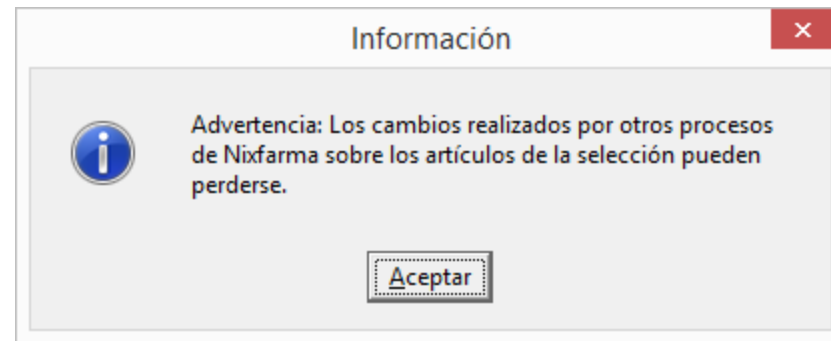 Información
Advertencia: Los cambios realizados por otros procesos
de Nixfarma sobre los artículos de la selección pueden
perderse.
Aceptar